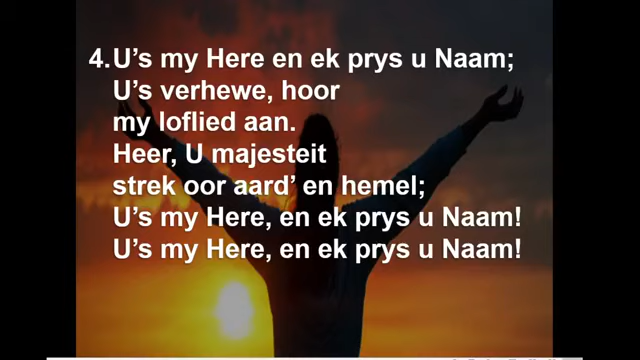 4. U's my Here en ek prys u Naam;
U's verhewe, hoor
my loflied aan.
Heer, U majesteit
strek oor aard' en hemel;
U's my Here, en ek prys u Naam!
U's my Here, en ek prys u Naam!